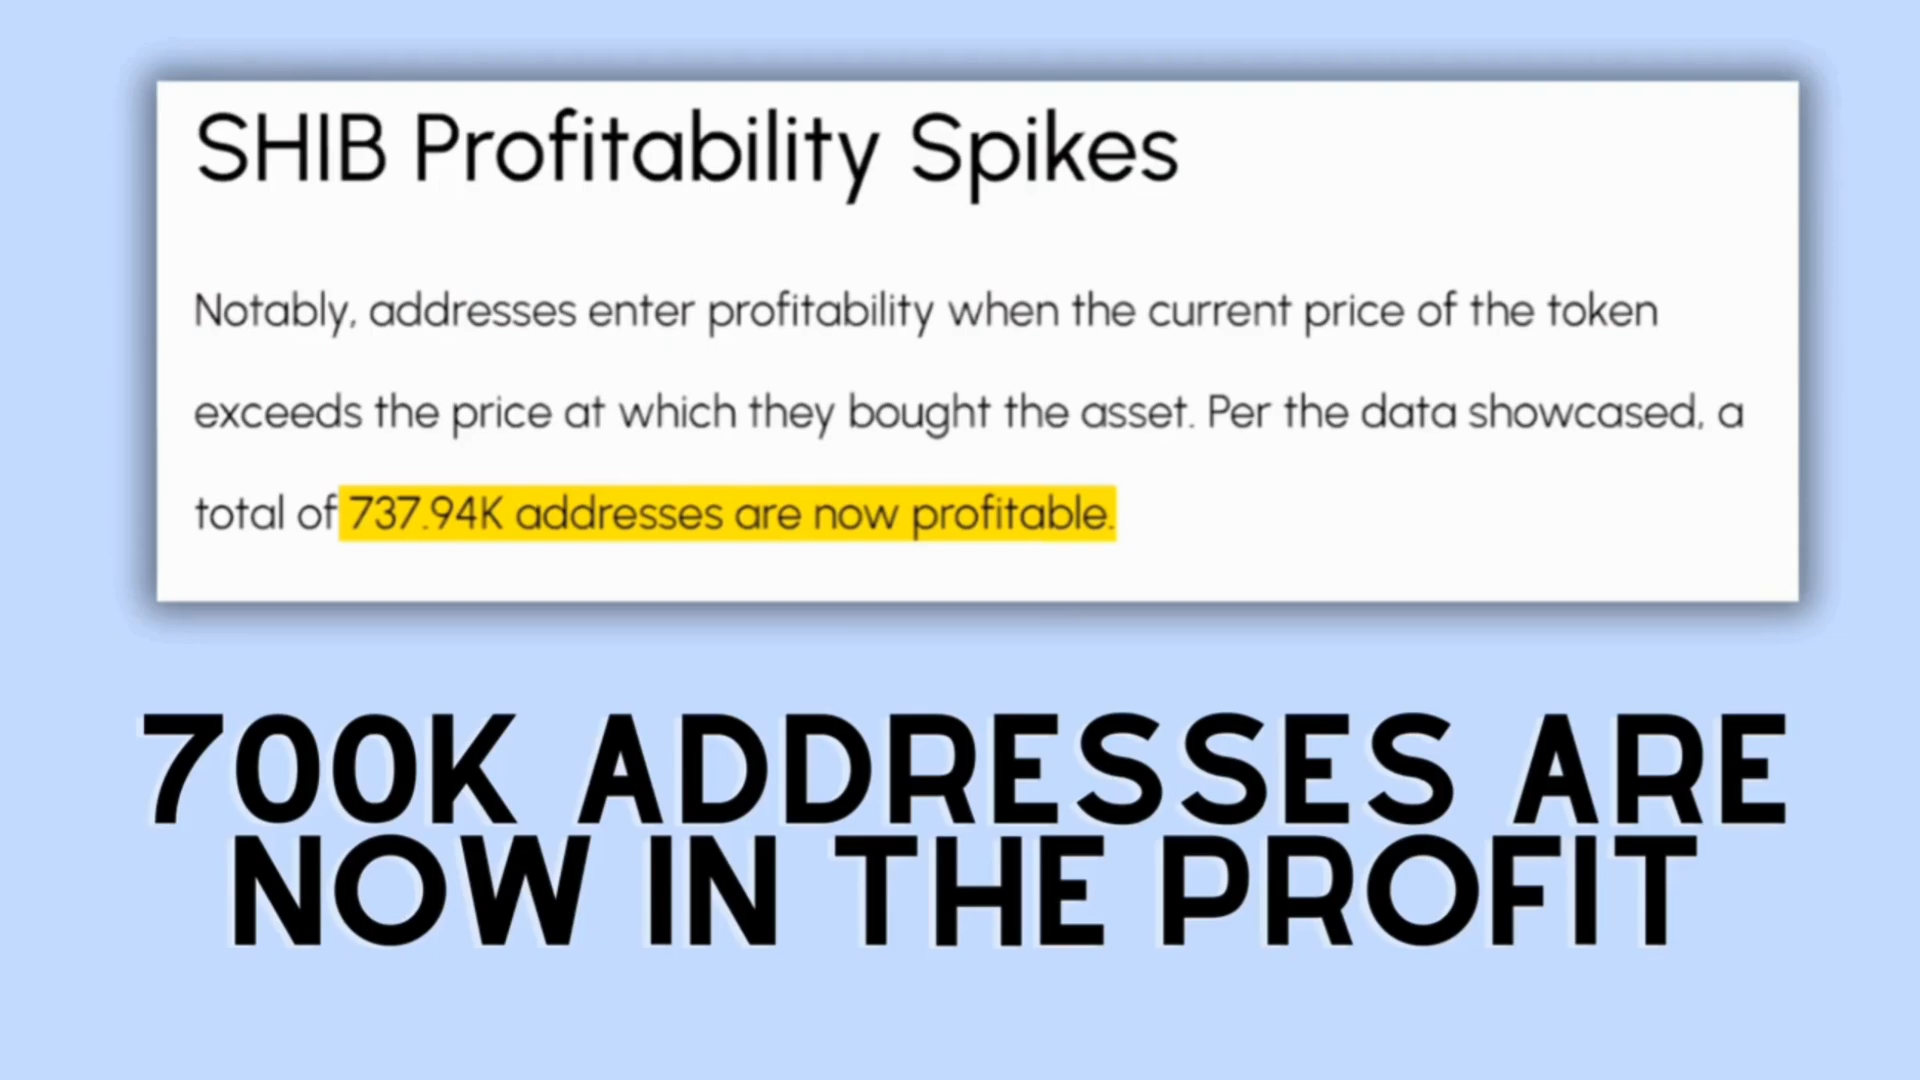 SHIB Profitability Spikes
Notably, addresses enter profitability when the current price of the token
exceeds the price at which they bought the asset. Per the data showcased, a
total of 737.94K addresses are now profitable.
700K ADDRESSES ARE
NOW IN THE PROFIT